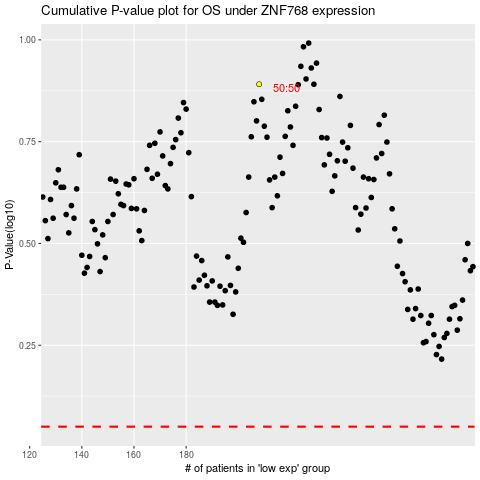 Cumulative P-value plot for OS under ZNF768 expression
1.00
50:50
0.75
P-Value(log10)
0.50
0.25
120 140 160 180
# of patients in 'low exp' group